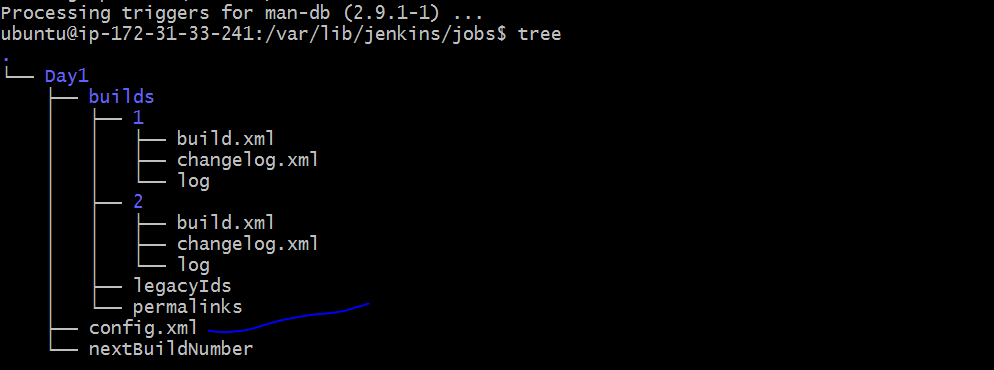 Processing triggers for man-db (2.9.1-1) ...
ubuntu@ip-172-31-33-241:/var/lib/jenkins/jobs$ tree
.
└── Day1
    ├── builds
    │   ├── 1
    │   │   ├── build.xml
    │   │   ├── changelog.xml
    │   │   └── log
    │   ├── 2
    │   │   ├── build.xml
    │   │   ├── changelog.xml
    │   │   └── log
    │   ├── legacyIds
    │   └── permalinks
    ├── config.xml
    └── nextBuildNumber